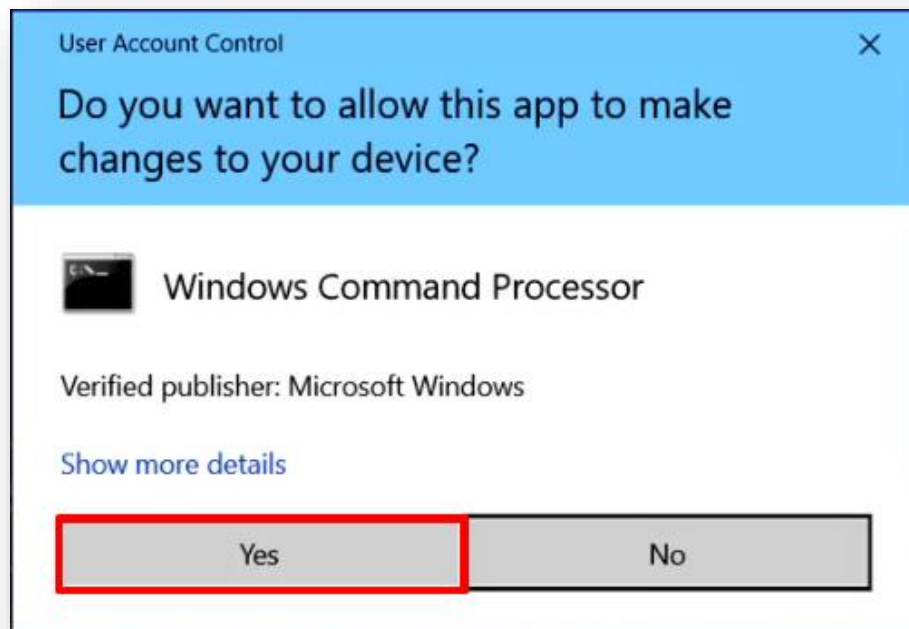 User Account Control
Do you want to allow this app to make
changes to your device?
Windows Command Processor
Verified publisher: Microsoft Windows
Show more details
Yes
No